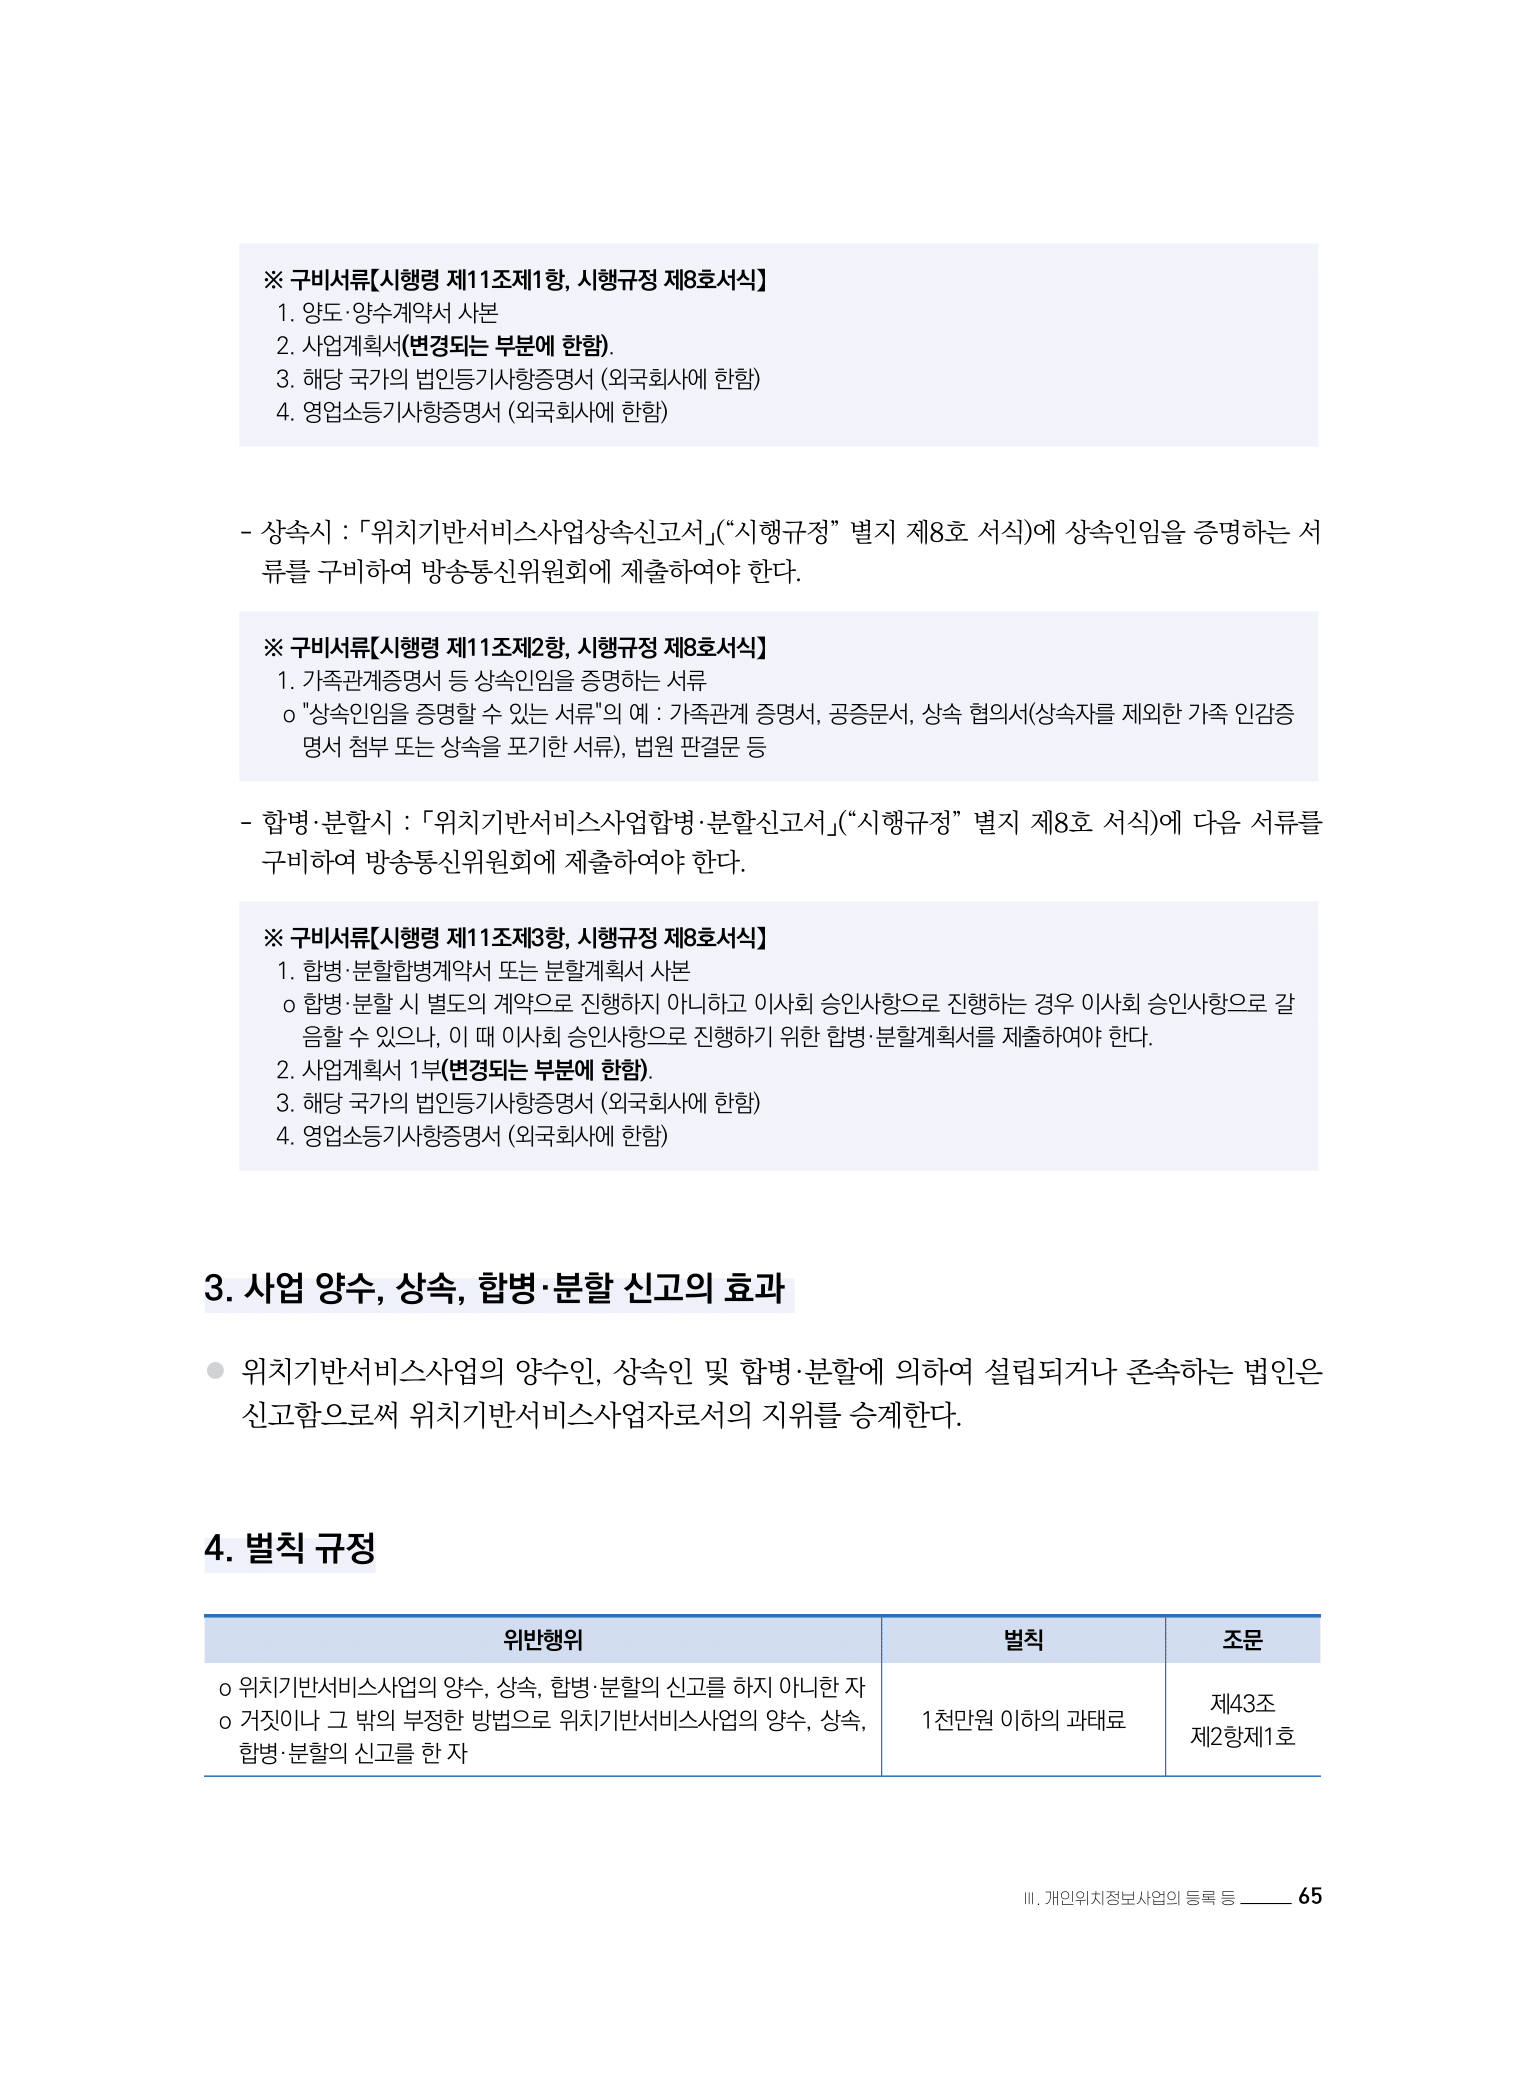 ※ 구비서류【시행령 제11조제1항, 시행규정 제8호서식】
1. 양도·양수계약서 사본
2. 사업계획서(변경되는 부분에 한함).
3. 해당 국가의 법인등기사항증명서 (외국회사에 한함)
4. 영업소등기사항증명서 (외국회사에 한함)
- 상속시 : 「위치기반서비스사업상속신고서」(“시행규정” 별지 제8호 서식)에 상속인임을 증명하는 서
류를 구비하여 방송통신위원회에 제출하여야 한다.
※ 구비서류【시행령 제11조제2항, 시행규정 제8호서식】
1. 가족관계증명서 등 상속인임을 증명하는 서류
o "상속인임을 증명할 수 있는 서류"의 예 : 가족관계 증명서, 공증문서, 상속 협의서(상속자를 제외한 가족 인감증
명서 첨부 또는 상속을 포기한 서류), 법원 판결문 등
- 합병·분할시 : 「위치기반서비스사업합병·분할신고서」(“시행규정” 별지 제8호 서식)에 다음 서류를
구비하여 방송통신위원회에 제출하여야 한다.
※ 구비서류【시행령 제11조제3항, 시행규정 제8호서식】
1. 합병·분할합병계약서 또는 분할계획서 사본
o 합병·분할 시 별도의 계약으로 진행하지 아니하고 이사회 승인사항으로 진행하는 경우 이사회 승인사항으로 갈
음할 수 있으나, 이 때 이사회 승인사항으로 진행하기 위한 합병·분할계획서를 제출하여야 한다.
2. 사업계획서 1부(변경되는 부분에 한함).
3. 해당 국가의 법인등기사항증명서 (외국회사에 한함)
4. 영업소등기사항증명서 (외국회사에 한함)
3. 사업 양수, 상속, 합병·분할 신고의 효과
● 위치기반서비스사업의 양수인, 상속인 및 합병·분할에 의하여 설립되거나 존속하는 법인은
신고함으로써 위치기반서비스사업자로서의 지위를 승계한다.
4. 벌칙 규정
위반행위 벌칙 조문
o 위치기반서비스사업의 양수, 상속, 합병·분할의 신고를 하지 아니한 자
o 거짓이나 그 밖의 부정한 방법으로 위치기반서비스사업의 양수, 상속,
합병·분할의 신고를 한 자
1천만원 이하의 과태료
제43조
제2항제1호
Ⅲ. 개인위치정보사업의 등록 등 65